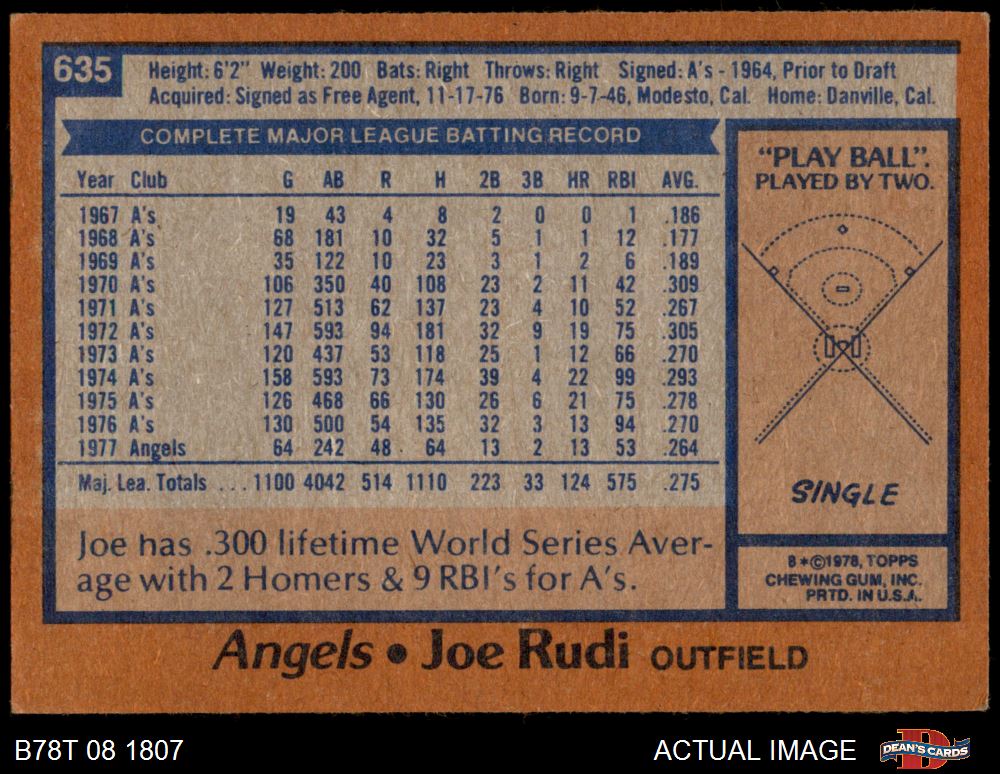 635
Height: 6'2" Weight: 200 Bats: Right Throws: Right Signed: A's - 1964, Prior to Draft
Acquired: Signed as Free Agent, 11-17-76 Born: 9-7-46, Modesto, Cal. Home: Danville, Cal.
COMPLETE MAJOR LEAGUE BATTING RECORD
Year Club G AB R H 2B 3B HR RBI AVG.
1967 A's 19 43 4 8 2 0 0 1 .186
1968 A's 68 181 10 32 5 1 1 12 .177
1969 A's 35 122 10 23 3 1 2 6 .189
1970 A's 106 350 40 108 23 2 11 42 .309
1971 A's 127 513 62 137 23 4 10 52 .267
1972 A's 147 593 94 181 32 9 19 75 .305
1973 A's 120 437 53 118 25 1 12 66 .270
1974 A's 158 593 73 174 39 4 22 99 .293
1975 A's 126 468 66 130 26 6 21 75 .278
1976 A's 130 500 54 135 32 3 13 94 .270
1977 Angels 64 242 48 64 13 2 13 53 .264
Maj. Lea. Totals ... 1100 4042 514 1110 223 33 124 575 .275
Joe has .300 lifetime World Series Aver-
age with 2 Homers & 9 RBI's for A's.
"PLAY BALL".
PLAYED BY TWO.
SINGLE
8*©1978, TOPPS
CHEWING GUM, INC.
PRTD. IN U.S.A.
Angels • Joe Rudi OUTFIELD
B78T 08 1807
ACTUAL IMAGE
D
DEAN'S CARDS